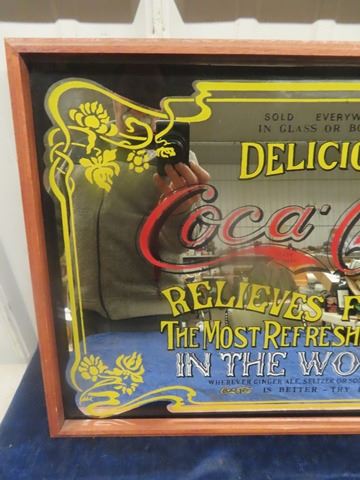 SOLD EVERYW
IN GLASS OR BO
DELICIO
Coca-C
RELIEVES F
THE MOST REFRESH
IN THE WO
WHEREVER GINGER ALE, SELTZER OR SOD
IS BETTER - TRY I